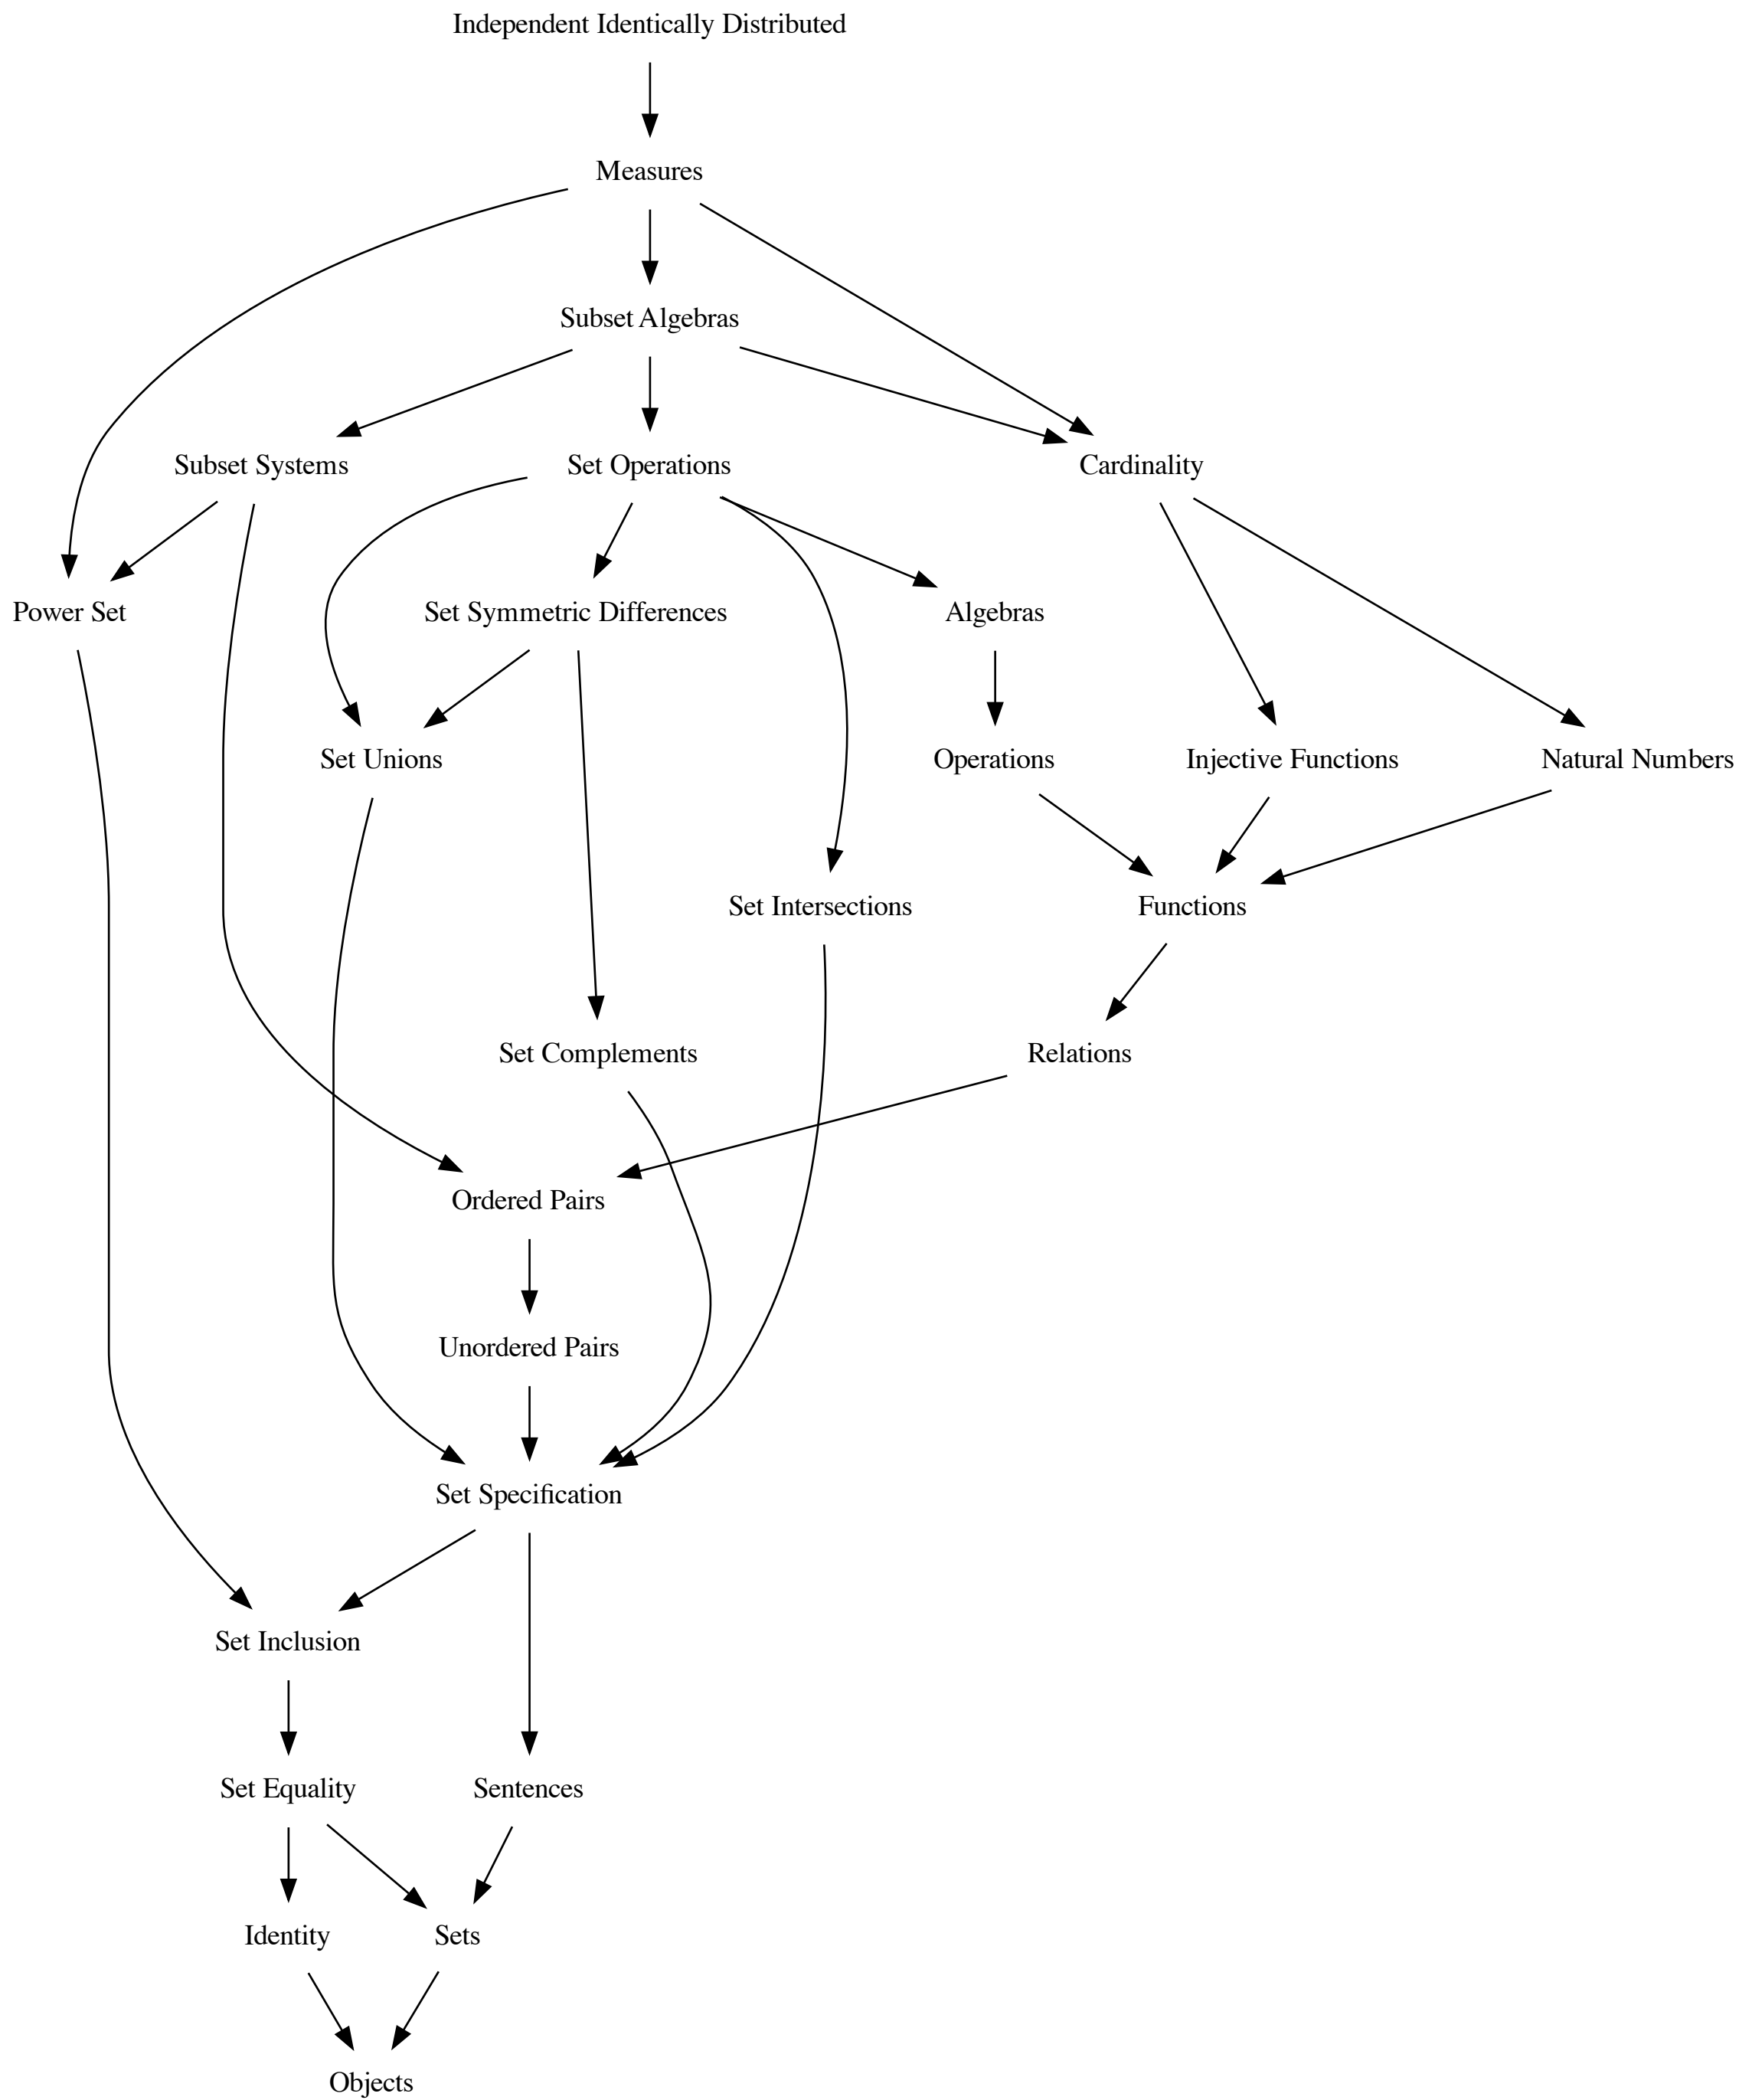 Independent Identically Distributed
Measures
Subset Algebras
Subset Systems
Set Operations
Cardinality
Power Set
Set Symmetric Differences
Algebras
Set Unions
Operations
Injective Functions
Natural Numbers
Set Intersections
Functions
Set Complements
Relations
Ordered Pairs
Unordered Pairs
Set Specification
Set Inclusion
Set Equality
Sentences
Identity
Sets
Objects